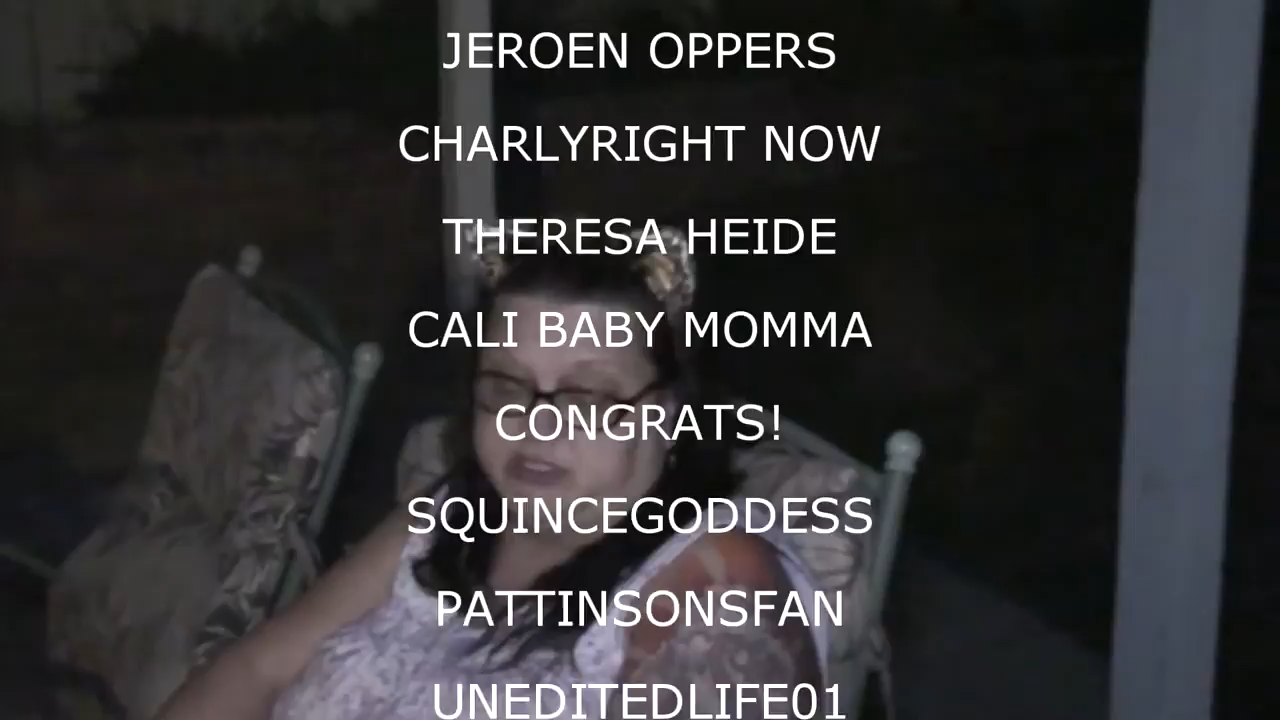 JEROEN OPPERS
CHARLYRIGHT NOW
THERESA HEIDE
CALI BABY MOMMA
CONGRATS!
SQUINCEGODDESS
PATTINSONSFAN
UNEDITEDLIFE01